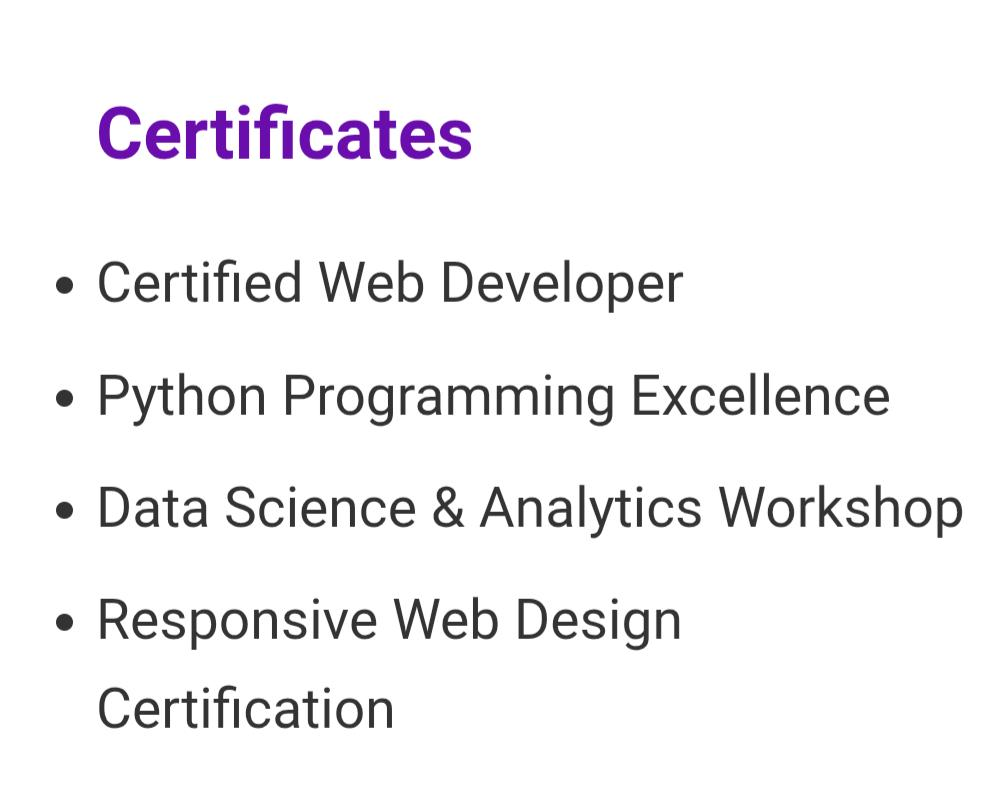 Certificates
• Certified Web Developer
• Python Programming Excellence
• Data Science & Analytics Workshop
• Responsive Web Design
Certification